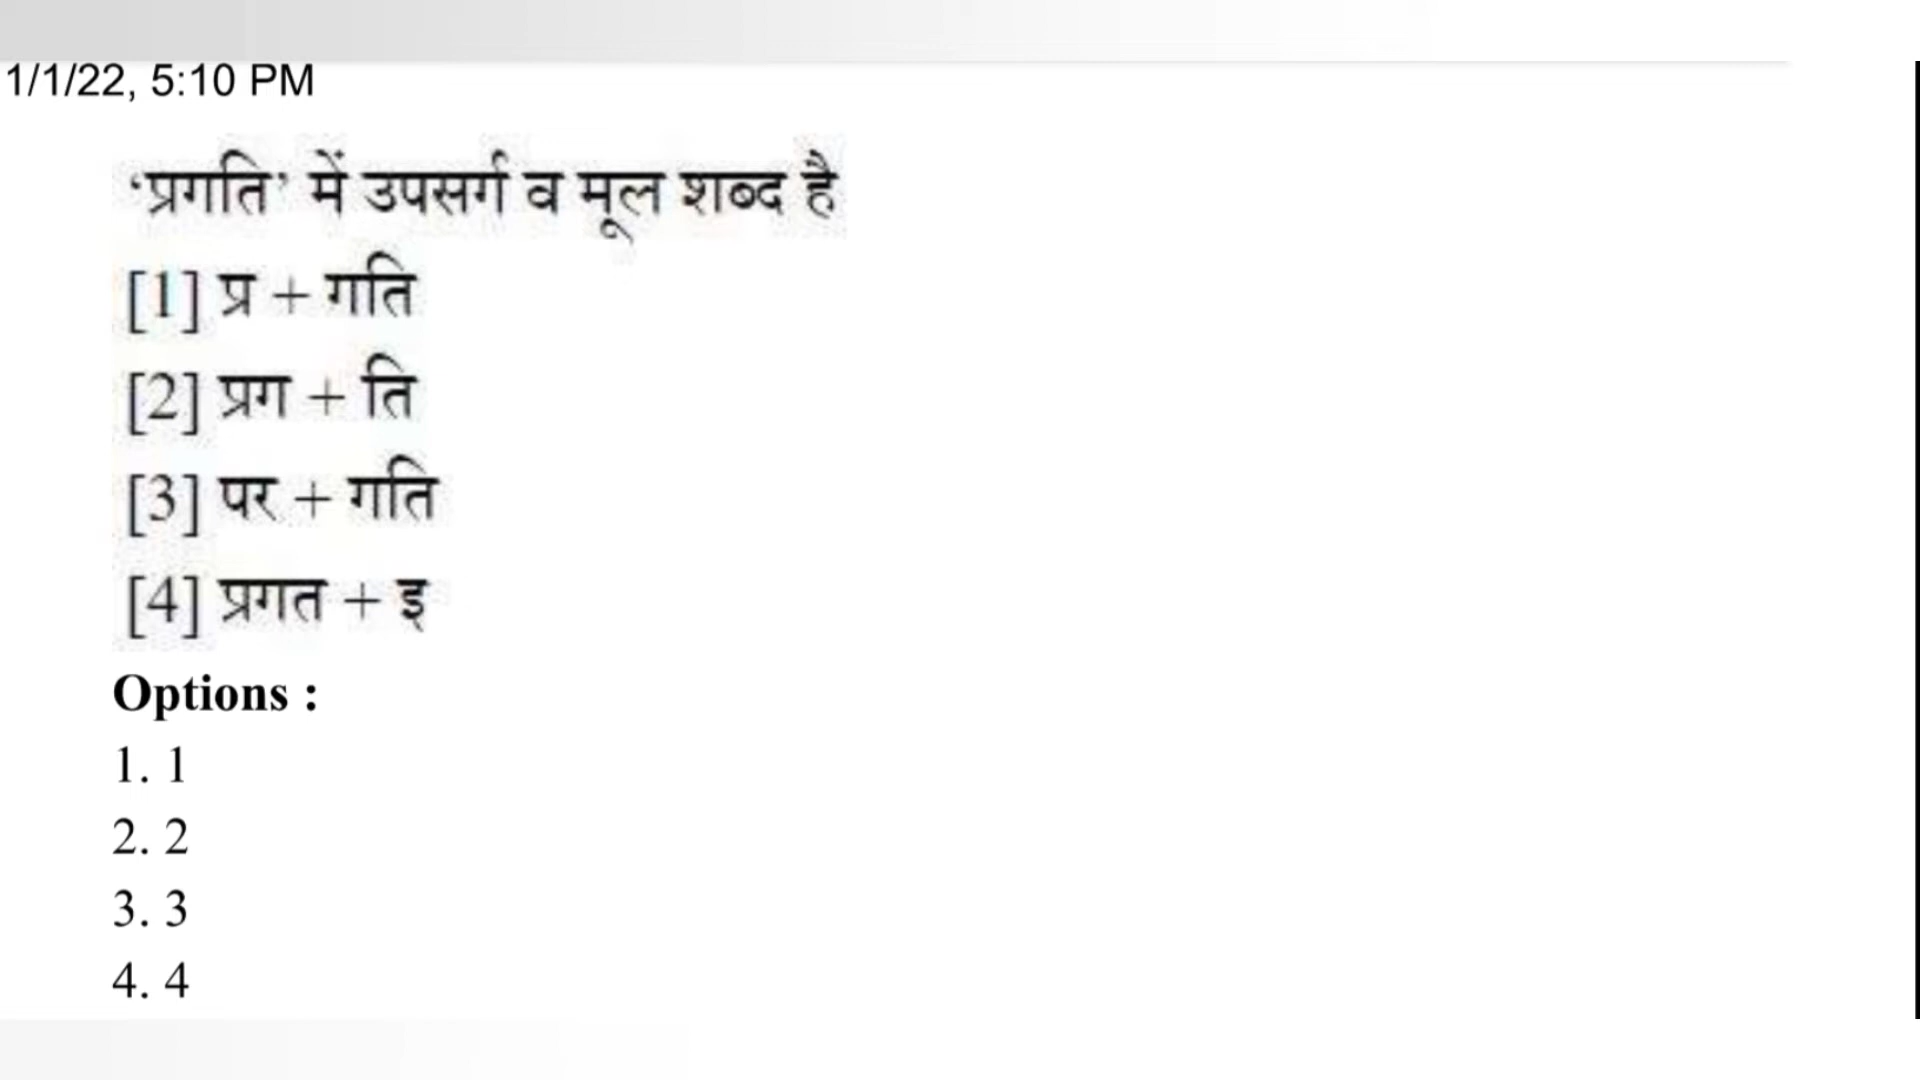 1/1/22, 5:10 PM
‘प्रगति’ में उपसर्ग व मूल शब्द है
[1] प्र + गति
[2] प्रग + ति
[3] पर + गति
[4] प्रगत + इ
Options :
1. 1
2. 2
3. 3
4. 4